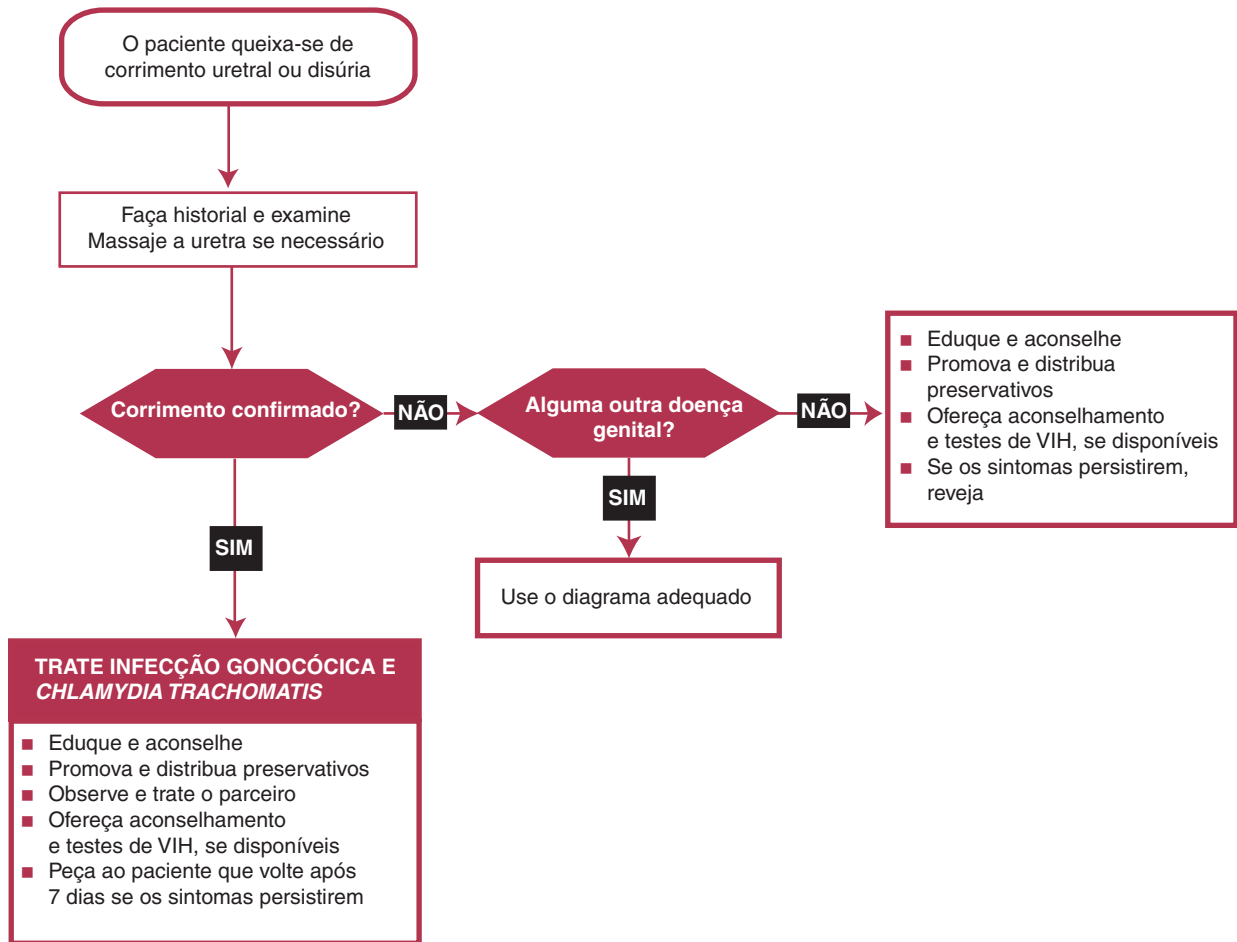 O paciente queixa-se de
corrimento uretral ou disúria
Faça historial e examine
Massaje a uretra se necessário
Corrimento confirmado?
NÃO
Alguma outra doença
genital?
NÃO
■ Eduque e aconselhe
■ Promova e distribua
preservativos
■ Ofereça aconselhamento
e testes de VIH, se disponíveis
■ Se os sintomas persistirem,
reveja
SIM
Use o diagrama adequado
SIM
TRATE INFECÇÃO GONOCÓCICA E
CHLAMYDIA TRACHOMATIS
■ Eduque e aconselhe
■ Promova e distribua preservativos
■ Observe e trate o parceiro
■ Ofereça aconselhamento
e testes de VIH, se disponíveis
■ Peça ao paciente que volte após
7 dias se os sintomas persistirem